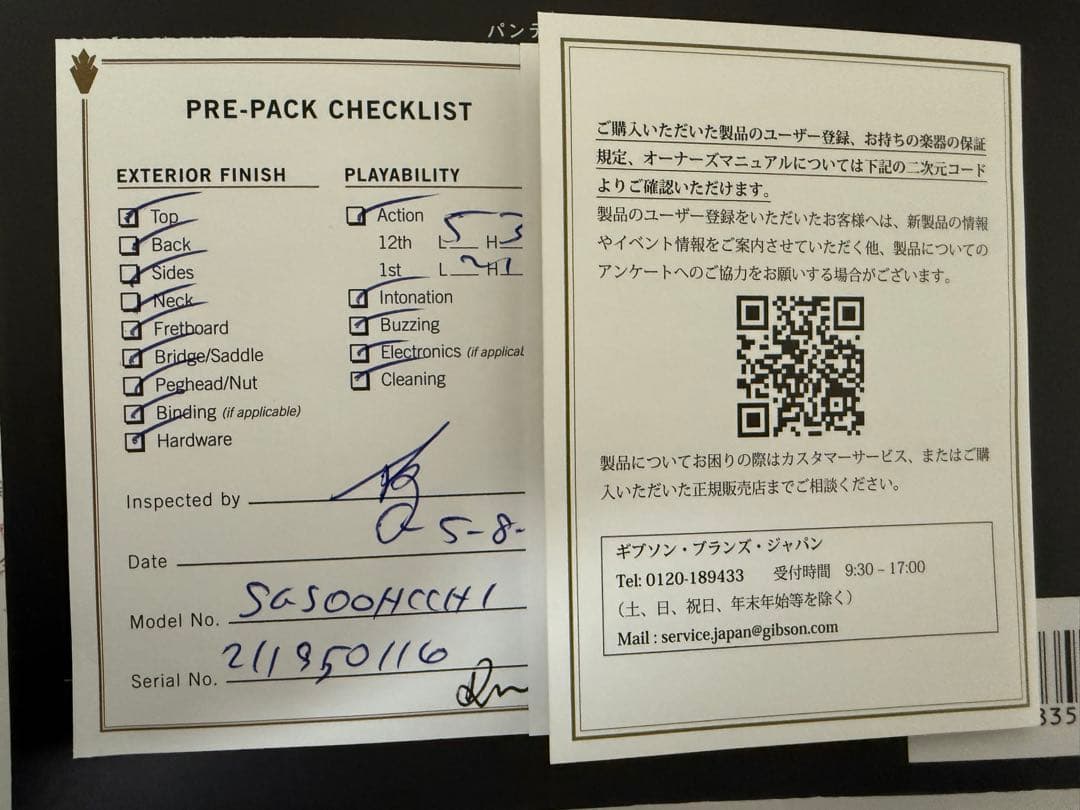 パンテ
PRE-PACK CHECKLIST
EXTERIOR FINISH
Top
Back
Sides
Neck
Fretboard
Bridge/Saddle
Peghead/Nut
Binding (if applicable)
Hardware
PLAYABILITY
Action
12th L 5 H 3
1st L 2 H 1
Intonation
Buzzing
Electronics (if applicat
Cleaning
Inspected by
Date 5-8-
Model No. SGS00HCCH1
Serial No. 211950116
ご購入いただいた製品のユーザー登録、お持ちの楽器の保証
規定、オーナーズマニュアルについては下記の二次元コード
よりご確認いただけます。
製品のユーザー登録をいただいたお客様へは、新製品の情報
やイベント情報をご案内させていただく他、製品についての
アンケートへのご協力をお願いする場合がございます。
製品についてお困りの際はカスタマーサービス、またはご購
入いただいた正規販売店までご相談ください。
ギブソン・ブランズ・ジャパン
Tel: 0120-189433 受付時間 9:30 – 17:00
（土、日、祝日、年末年始等を除く）
Mail : service.japan@gibson.com
835